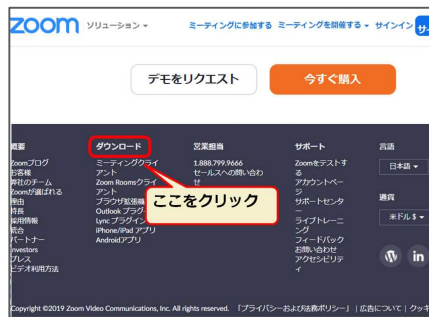 zoom ソリューション ミーティングに参加する ミーティングを開催する サインイン サ
デモをリクエスト 今すぐ購入
概要
Zoomブログ
お客様
弊社のチーム
Zoomが選ばれる
理由
特長
採用情報
統合
パートナー
Investors
プレス
ビデオ利用方法
ダウンロード
ミーティングクライ
アント
Zoom Roomsクライ
アント
ブラウザ拡張機
Outlook プラグ
Lync プラグイン
iPhone/iPad アプリ
Androidアプリ
ここをクリック
営業担当
1.888.799.9666
セールスへの問い合わ
せ
サポート
Zoomをテストす
る
アカウントペー
ジ
サポートセンタ
ー
ライブトレーニ
ング
フィードバック
お問い合わせ
アクセシビリテ
ィ
言語
日本語
通貨
米ドル $
in
Copyright ©2019 Zoom Video Communications, Inc. All rights reserved. 「プライバシーおよび法務ポリシー」 | 広告について | クッキ